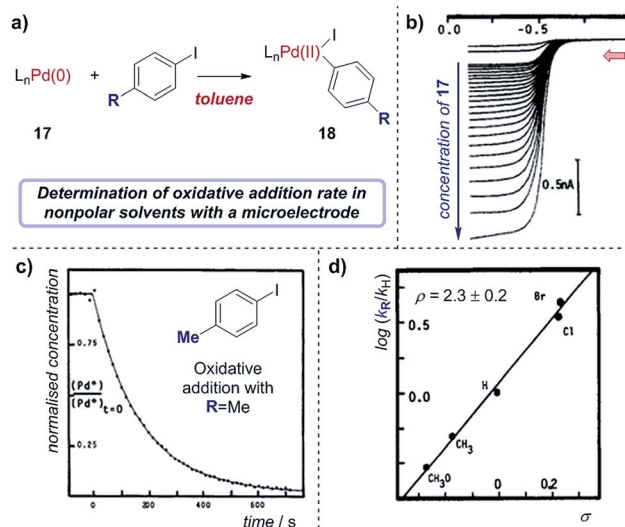 a)
LnPd(0)
+
I
R
toluene
LnPd(II)
I
R
17
18
Determination of oxidative addition rate in
nonpolar solvents with a microelectrode
b)
0.0
-0.5
concentration of 17
0.5nA
c)
normalised concentration
0.75
(Pd°)
(Pd°)t=0
0.25
I
Me
Oxidative
addition with
R=Me
0
200
400
600
time / s
d)
log (kR/kH)
0.5
0.0
ρ = 2.3 ± 0.2
Br
Cl
H
CH3
CH3O
0
0.2
σ